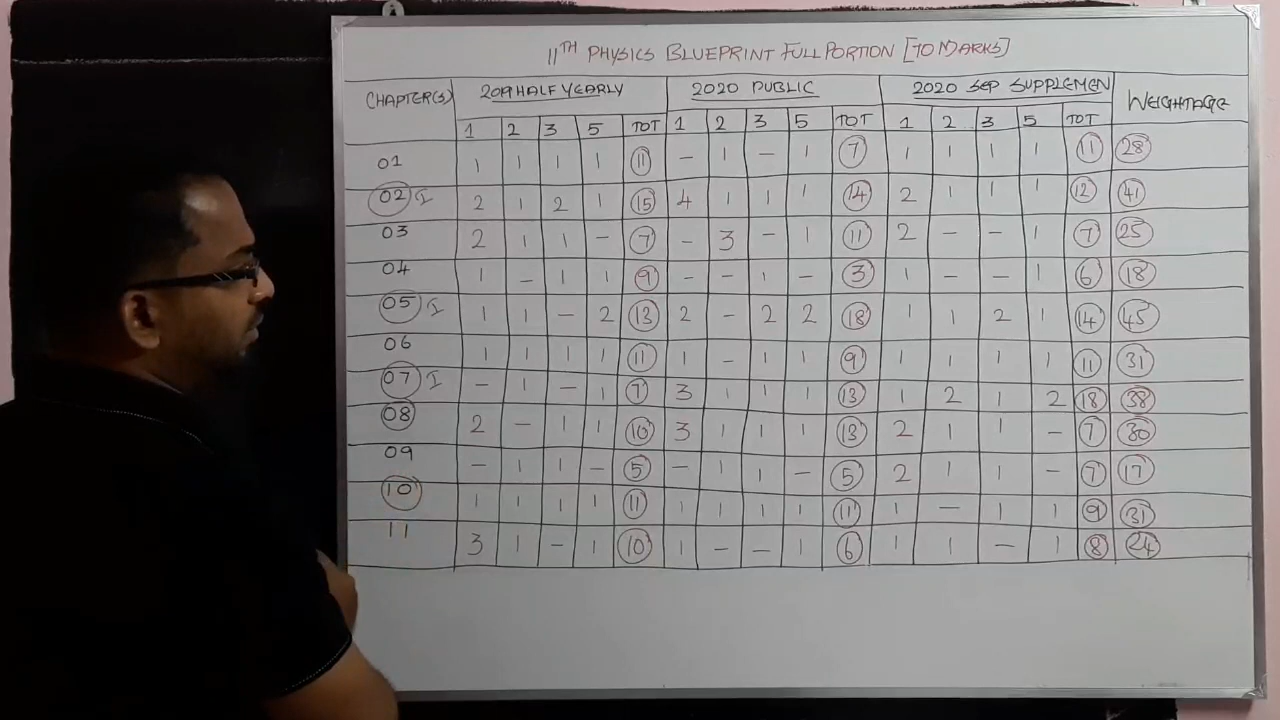 11TH PHYSICS BLUEPRINT FULL PORTION [70 MARKS]
CHAPTER(S) 2019 HALF YEARLY 2020 PUBLIC 2020 SEP SUPPLEMEN WEIGHTAGE
1 2 3 5 TOT 1 2 3 5 TOT 1 2 3 5 TOT
01 1 1 1 1 11 - 1 - 1 7 1 1 1 1 11 28
02 I 2 1 2 1 15 4 1 1 1 14 2 1 1 1 12 41
03 2 1 1 - 7 - 3 - 1 11 2 - - 1 7 25
04 1 - 1 1 9 - - 1 - 3 1 - - 1 6 18
05 I 1 1 - 2 13 2 - 2 2 18 1 1 2 1 14 45
06 1 1 1 1 11 1 - 1 1 9 1 1 1 1 11 31
07 I - 1 - 1 7 3 1 1 1 13 1 2 1 2 18 38
08 2 - 1 1 10 3 1 1 1 13 2 1 1 - 7 30
09 - 1 1 - 5 - 1 1 - 5 2 1 1 - 7 17
10 1 1 1 1 11 1 1 1 1 11 1 - 1 1 9 31
11 3 1 - 1 10 1 - - 1 6 1 1 - 1 8 24